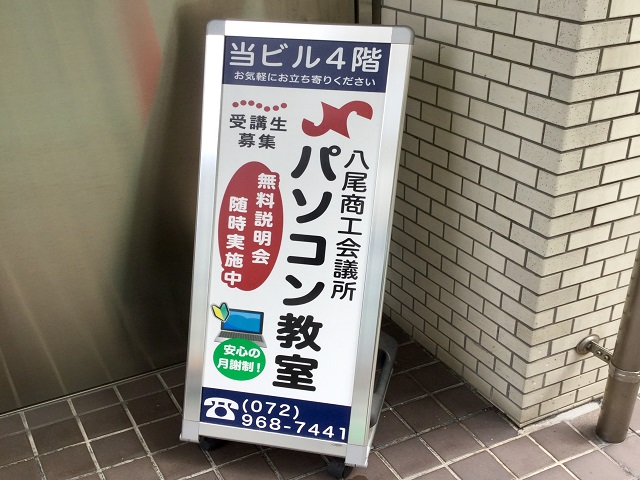 当ビル4階
お気軽にお立ち寄りください
受講生
募集
八尾商工会議所
パソコン教室
無料説明会
随時実施中
安心の
月謝制!
(072)
968-7441